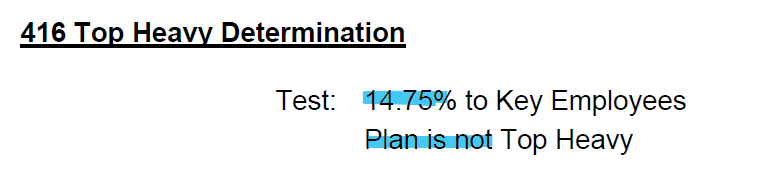 416 Top Heavy Determination
Test: 14.75% to Key Employees
Plan is not Top Heavy